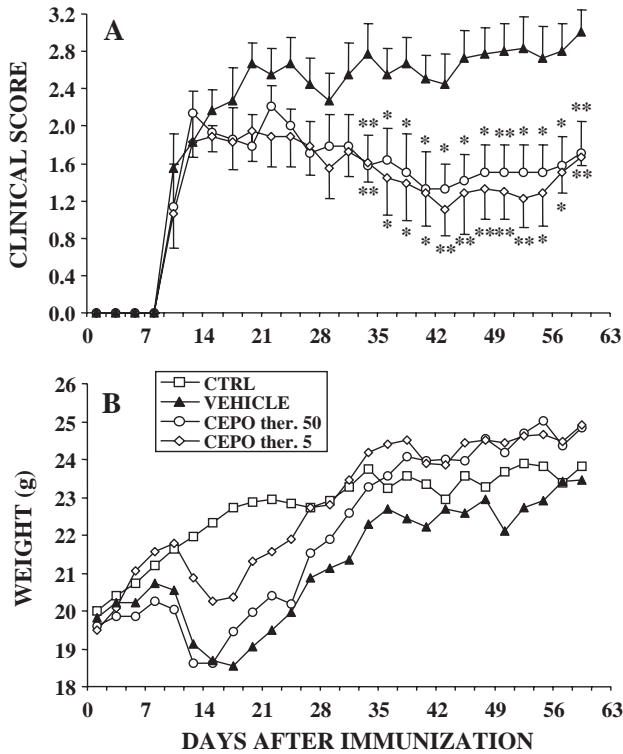 A
CLINICAL SCORE
3.2
2.8
2.4
2.0
1.6
1.2
0.8
0.4
0.0
** * * * * * * ** * * * **
** * * * ** ** ** ** ** * * **
0 7 14 21 28 35 42 49 56 63
B
WEIGHT (g)
26
25
24
23
22
21
20
19
18
CTRL
VEHICLE
CEPO ther. 50
CEPO ther. 5
0 7 14 21 28 35 42 49 56 63
DAYS AFTER IMMUNIZATION